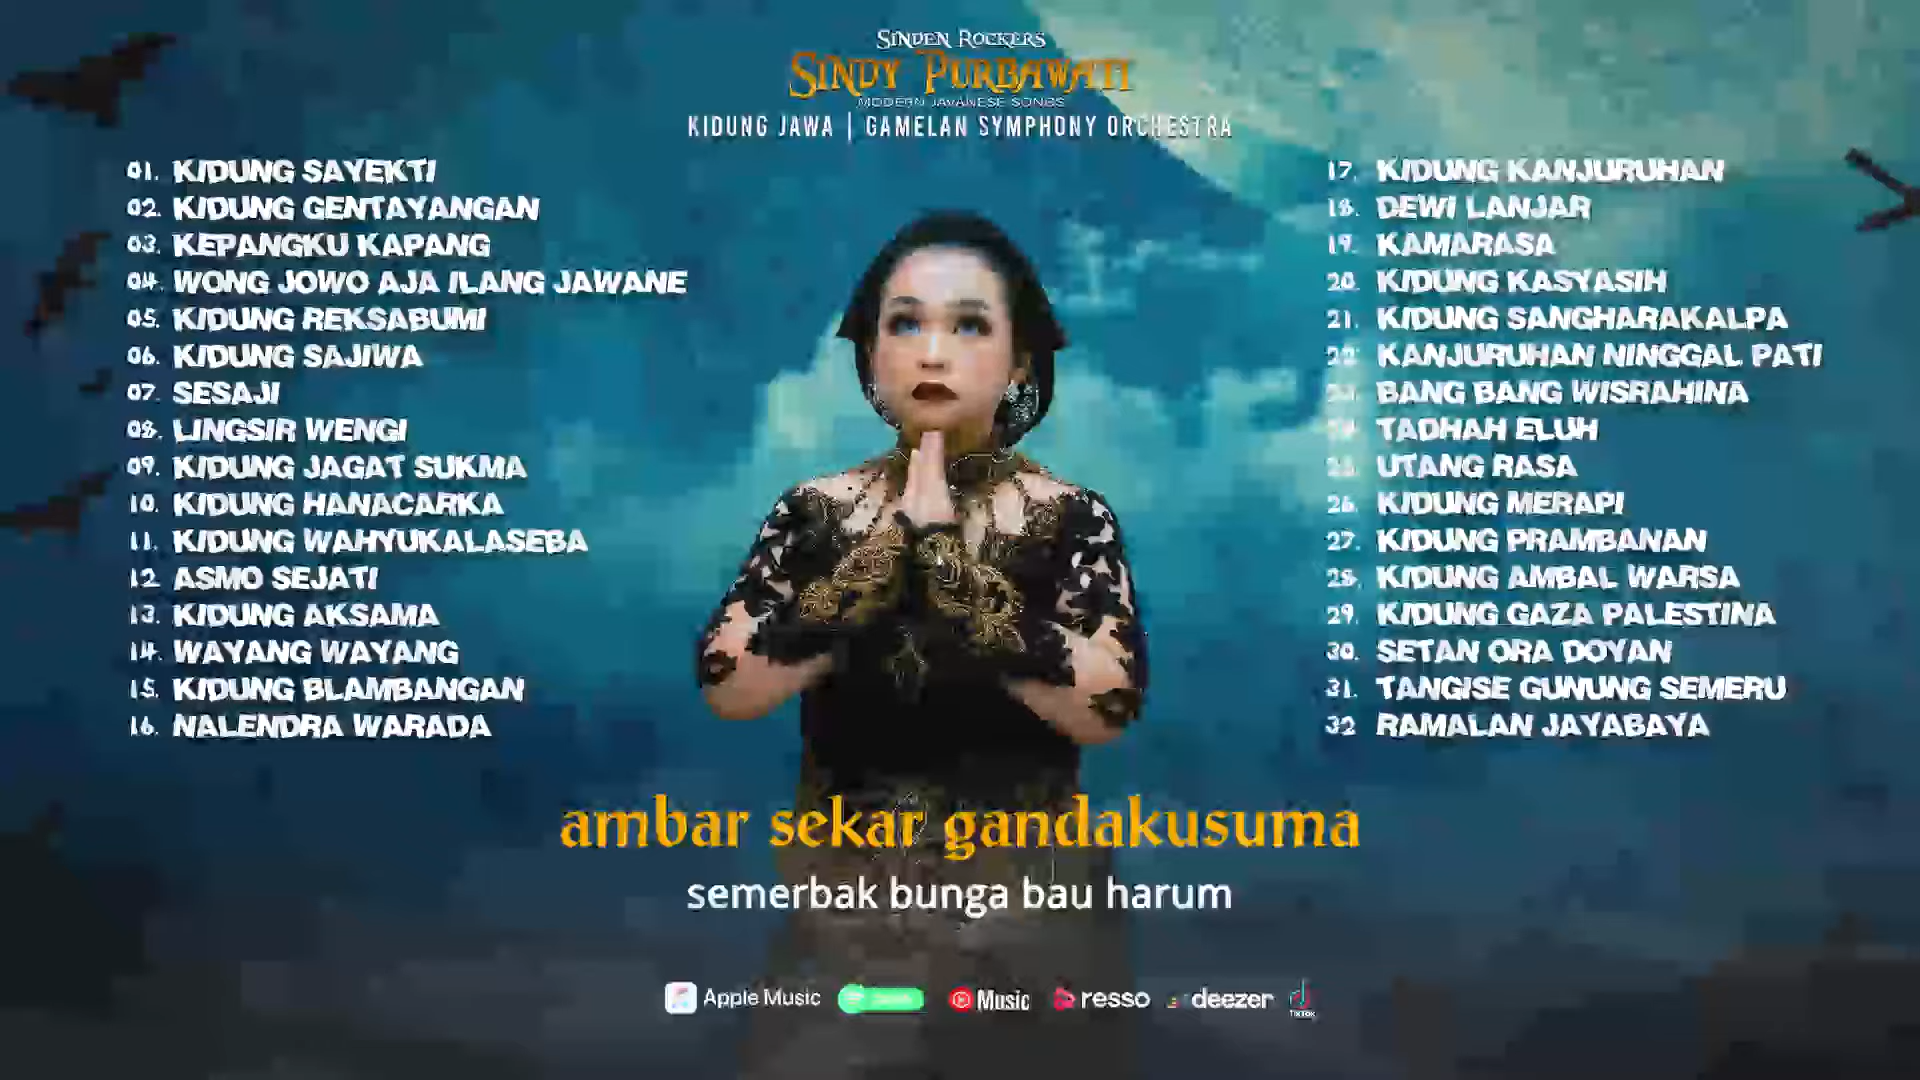 SINDEN ROCKERS
SINDY PURBAWATI
MODERN JAVANESE SONGS
KIDUNG JAWA | GAMELAN SYMPHONY ORCHESTRA
01. KIDUNG SAYEKTI
02. KIDUNG GENTAYANGAN
03. KEPANGKU KAPANG
04. WONG JOWO AJA ILANG JAWANE
05. KIDUNG REKSABUMI
06. KIDUNG SAJIWA
07. SESAJI
08. LINGSIR WENGI
09. KIDUNG JAGAT SUKMA
10. KIDUNG HANACARKA
11. KIDUNG WAHYUKALASEBA
12 ASMO SEJATI
13. KIDUNG AKSAMA
14. WAYANG WAYANG
15. KIDUNG BLAMBANGAN
16. NALENDRA WARADA
17. KIDUNG KANJURUHAN
18. DEWI LANJAR
19. KAMARASA
20. KIDUNG KASYASIH
21. KIDUNG SANGHARAKALPA
22. KANJURUHAN NINGGAL PATI
BANG BANG WISRAHINA
TADHAH ELUH
UTANG RASA
26. KIDUNG MERAPI
27. KIDUNG PRAMBANAN
28. KIDUNG AMBAL WARSA
29. KIDUNG GAZA PALESTINA
30. SETAN ORA DOYAN
31. TANGISE GUNUNG SEMERU
32 RAMALAN JAYABAYA
ambar sekar gandakusuma
semerbak bunga bau harum
Apple Music
Music
resso
deezer
TIKTOK